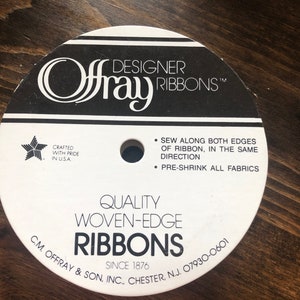 DESIGNER
Offray RIBBONS™
CRAFTED
WITH PRIDE
IN U.S.A.
• SEW ALONG BOTH EDGES
OF RIBBON, IN THE SAME
DIRECTION
• PRE-SHRINK ALL FABRICS
QUALITY
WOVEN-EDGE
RIBBONS
SINCE 1876
C.M. OFFRAY & SON, INC., CHESTER, N.J. 07930-0601